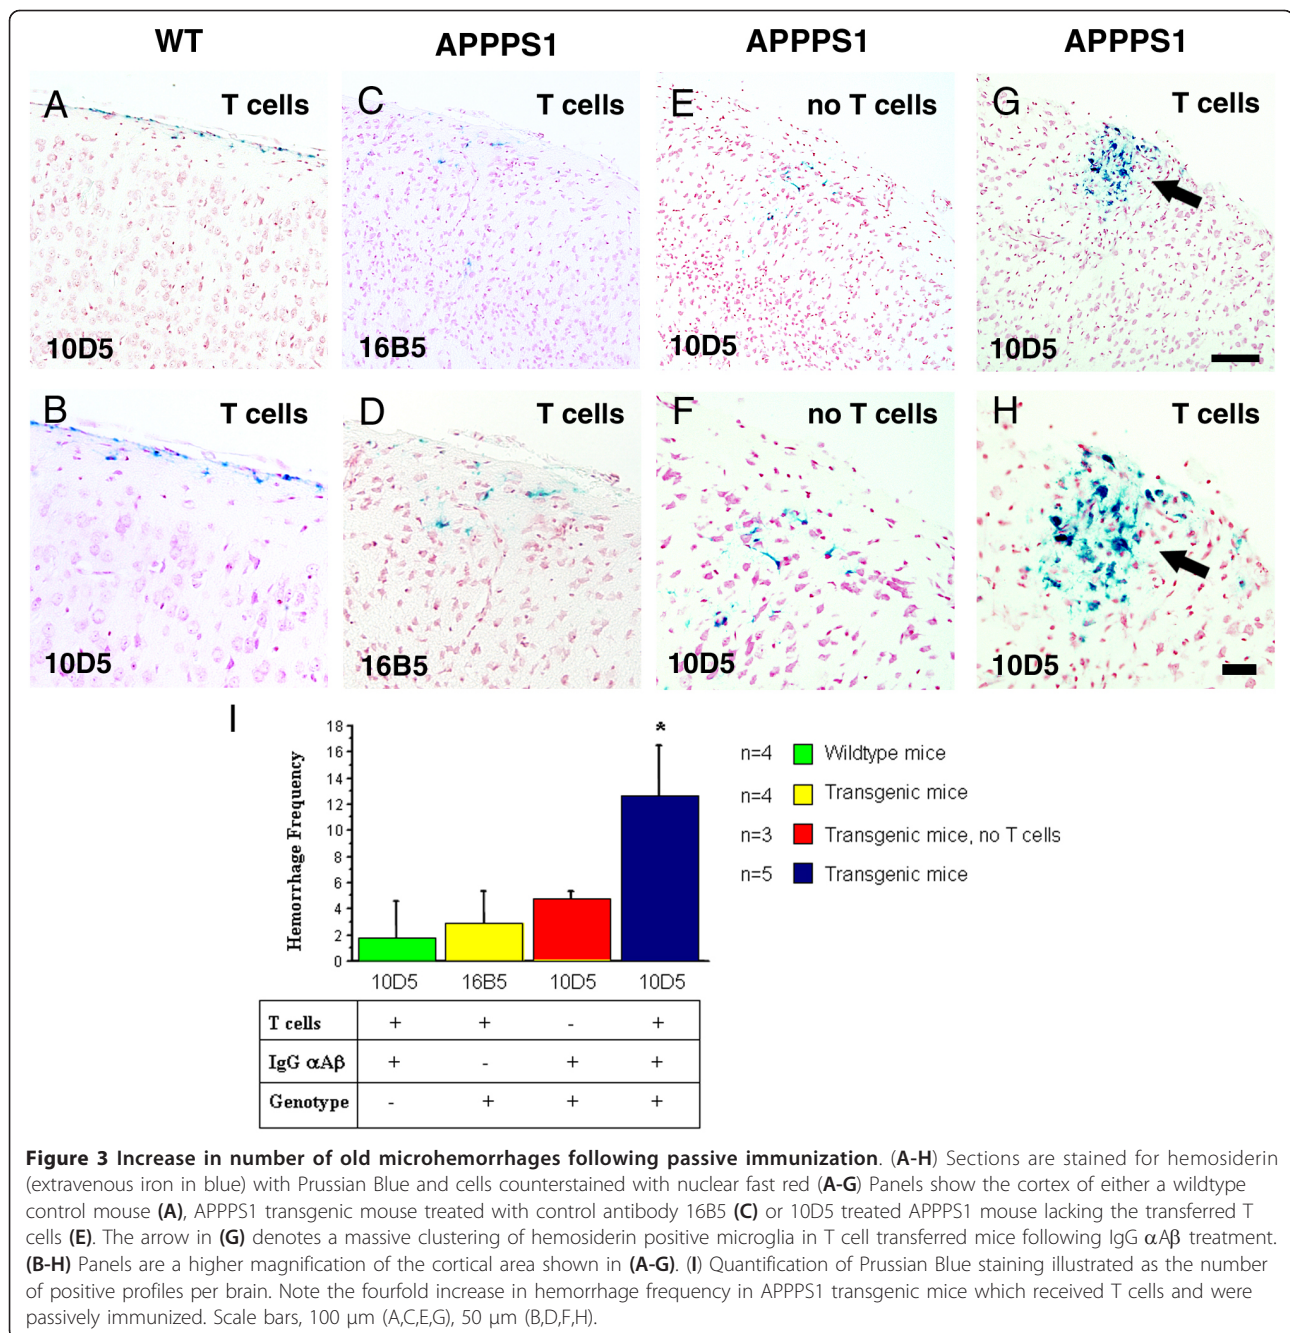 WT APPPS1 APPPS1 APPPS1
A T cells
10D5
C T cells
16B5
E no T cells
10D5
G T cells
10D5
B T cells
10D5
D T cells
16B5
F no T cells
10D5
H T cells
10D5
I
Hemorrhage Frequency
18
16
14
12
10
8
6
4
2
0
*
10D5 16B5 10D5 10D5
n=4 Wildtype mice
n=4 Transgenic mice
n=3 Transgenic mice, no T cells
n=5 Transgenic mice
T cells + + - +
IgG αAβ + - + +
Genotype - + + +
Figure 3 Increase in number of old microhemorrhages following passive immunization. (A-H) Sections are stained for hemosiderin
(extravenous iron in blue) with Prussian Blue and cells counterstained with nuclear fast red (A-G) Panels show the cortex of either a wildtype
control mouse (A), APPPS1 transgenic mouse treated with control antibody 16B5 (C) or 10D5 treated APPPS1 mouse lacking the transferred T
cells (E). The arrow in (G) denotes a massive clustering of hemosiderin positive microglia in T cell transferred mice following IgG αAβ treatment.
(B-H) Panels are a higher magnification of the cortical area shown in (A-G). (I) Quantification of Prussian Blue staining illustrated as the number
of positive profiles per brain. Note the fourfold increase in hemorrhage frequency in APPPS1 transgenic mice which received T cells and were
passively immunized. Scale bars, 100 μm (A,C,E,G), 50 μm (B,D,F,H).